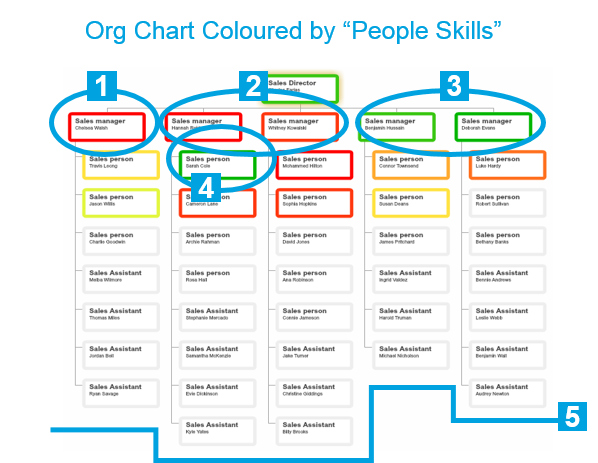 Org Chart Coloured by “People Skills”
1
2
3
Sales Director
Sales manager
Chelsea Walsh
Sales manager
Hannah
Sales manager
Whitney Kowalski
Sales manager
Benjamin Hussain
Sales manager
Deborah Evans
Sales person
Travis Leong
Sales person
Sarah Cole
Sales person
Mohammed Hilton
Sales person
Connor Townsend
Sales person
Luke Hardy
4
Sales person
Jason Willis
Cameron Lake
Sales person
Sophia Hopkins
Sales person
Susan Deans
Sales person
Robert Sullivan
Sales person
Charlie Goodwin
Sales person
Archie Rahman
Sales person
David Jones
Sales person
James Pritchard
Sales person
Bethany Banks
Sales Assistant
Melba Wilmore
Sales person
Rosa Hall
Sales person
Ana Robinson
Sales Assistant
Ingrid Valdez
Sales Assistant
Bennie Andrews
Sales Assistant
Thomas Miles
Sales Assistant
Stephanie Mercado
Sales person
Connie Jameson
Sales Assistant
Harold Truman
Sales Assistant
Leslie Webb
Sales Assistant
Jordan Bell
Sales Assistant
Samantha McKenzie
Sales Assistant
Jake Turner
Sales Assistant
Michael Nicholson
Sales Assistant
Benjamin Wall
Sales Assistant
Ryan Savage
Sales Assistant
Evie Dickinson
Sales Assistant
Christine Giddings
Sales Assistant
Audrey Newton
5
Sales Assistant
Kyle Yates
Sales Assistant
Billy Brooks